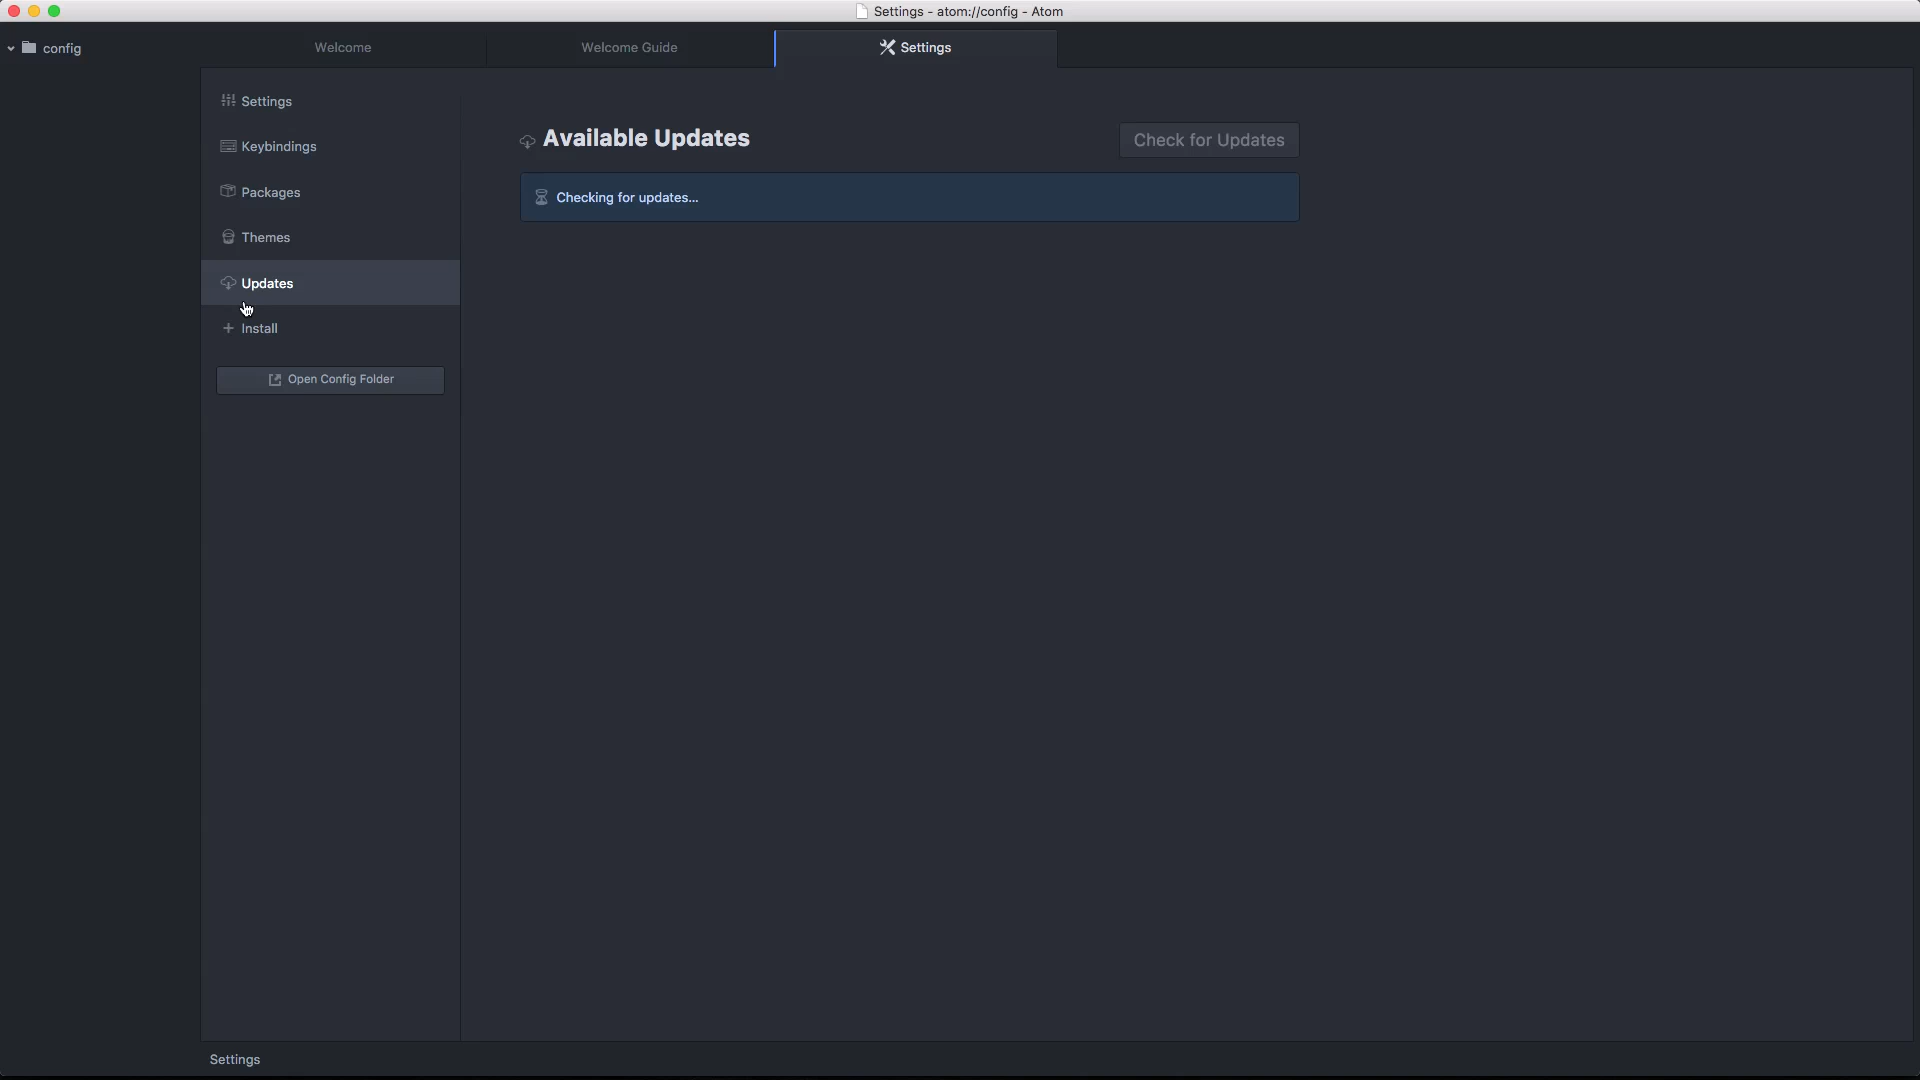 Settings - atom://config - Atom
config
Welcome
Welcome Guide
Settings
Settings
Keybindings
Packages
Themes
Updates
Install
Open Config Folder
Available Updates
Check for Updates
Checking for updates...
Settings